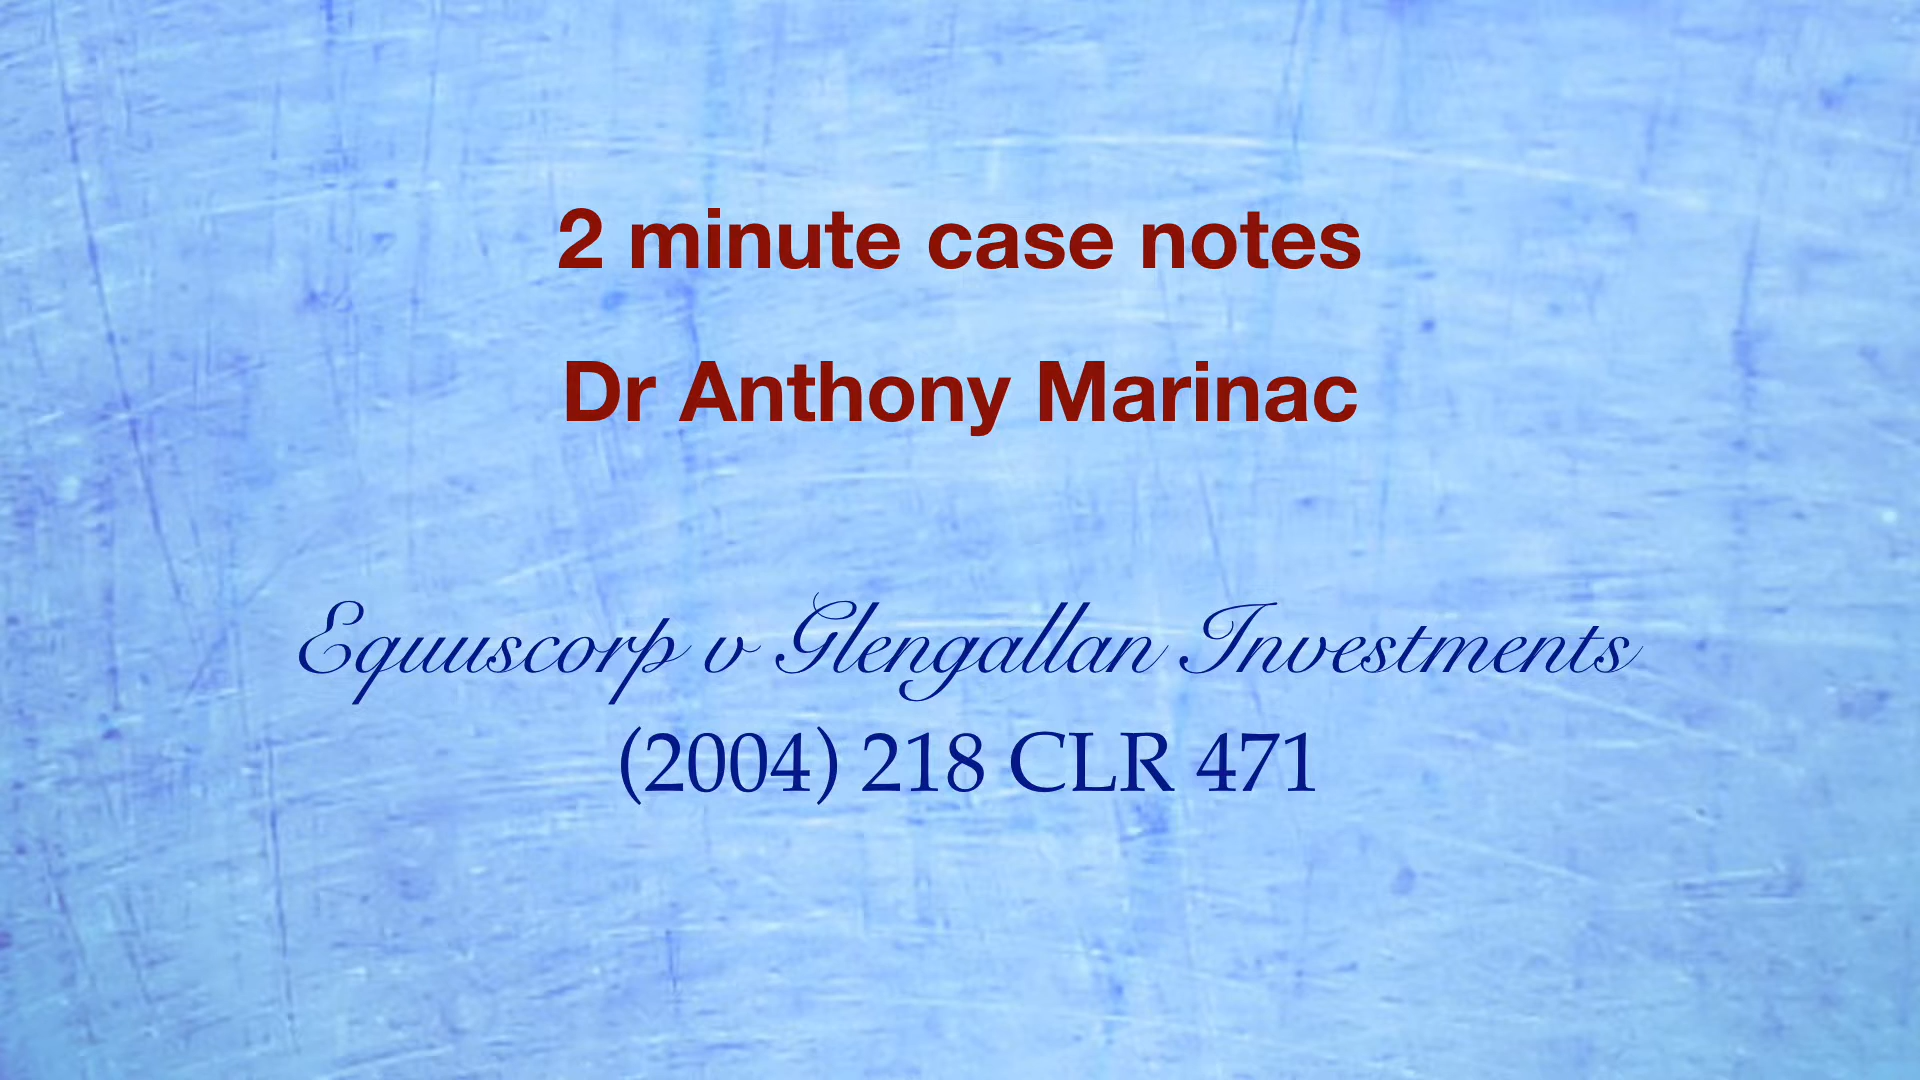 2 minute case notes
Dr Anthony Marinac
Equuscorp v Glengallan Investments
(2004) 218 CLR 471